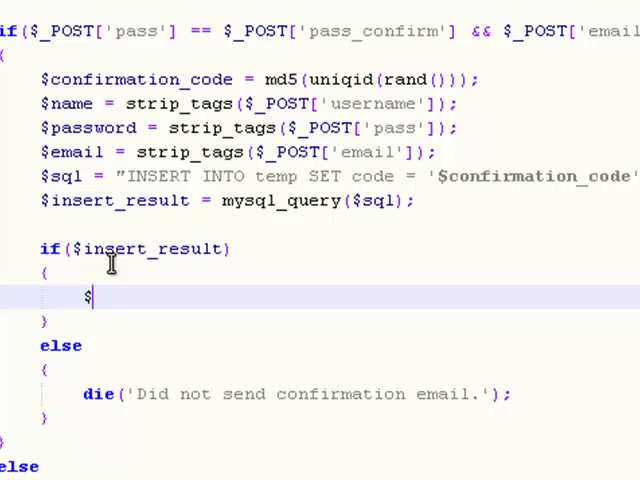 if($_POST['pass'] == $_POST['pass_confirm'] && $_POST['email
{
$confirmation_code = md5(uniqid(rand()));
$name = strip_tags($_POST['username']);
$password = strip_tags($_POST['pass']);
$email = strip_tags($_POST['email']);
$sql = "INSERT INTO temp SET code = '$confirmation_code'
$insert_result = mysql_query($sql);
if($insert_result)
{
$
}
else
{
die('Did not send confirmation email.');
}
}
else